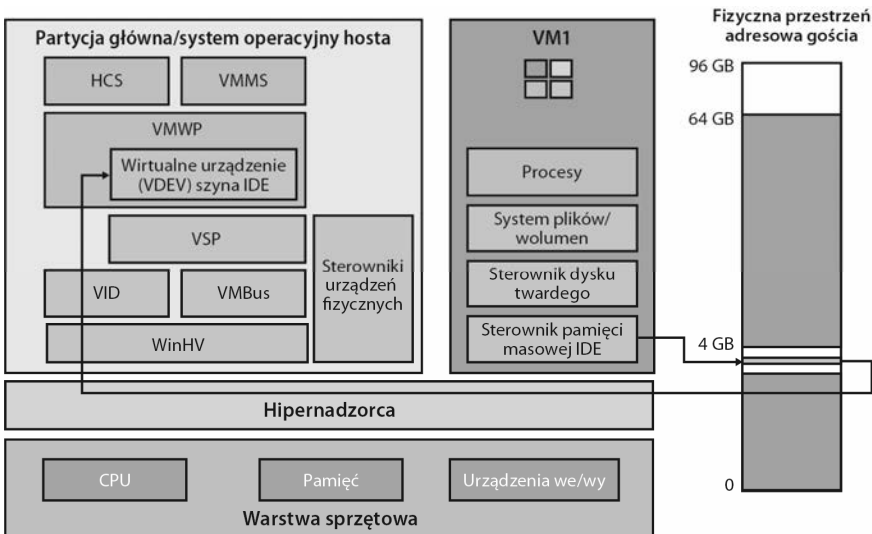 Partycja główna/system operacyjny hosta
HCS
VMMS
VMWP
Wirtualne urządzenie
(VDEV) szyna IDE
VSP
Sterowniki
urządzeń
fizycznych
VID
VMBus
WinHV
VM1
Procesy
System plików/
wolumen
Sterownik dysku
twardego
Sterownik pamięci
masowej IDE
Fizyczna przestrzeń
adresowa gościa
96 GB
64 GB
4 GB
0
Hipernadzorca
CPU
Pamięć
Urządzenia we/wy
Warstwa sprzętowa